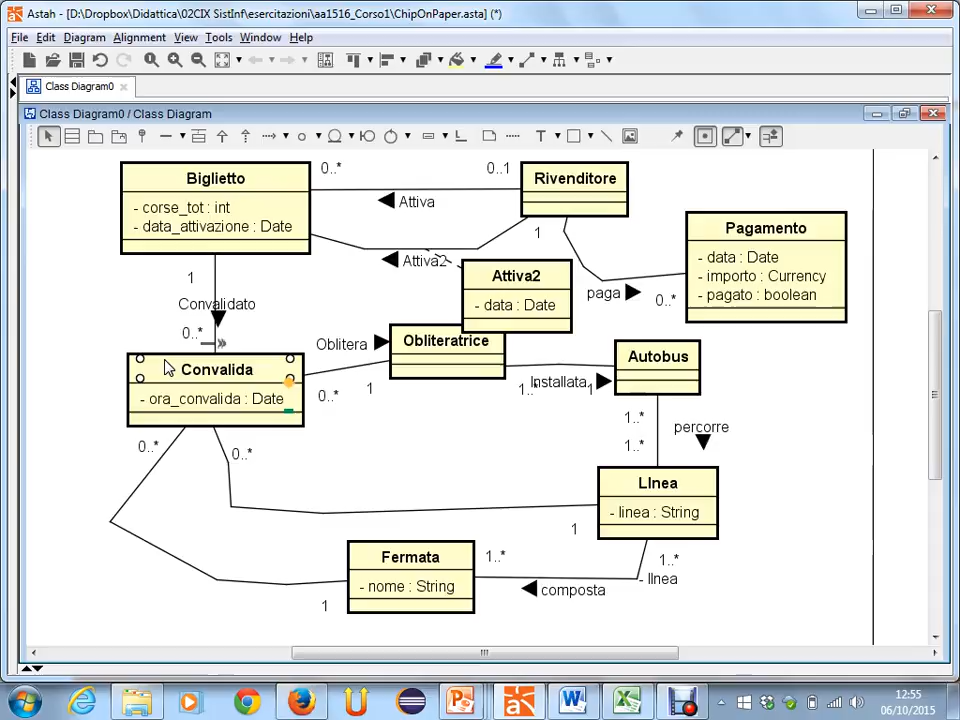 Astah - [D:\Dropbox\Didattica\02CIX SistInf\esercitazioni\aa1516_Corso1\ChipOnPaper.asta] (*)
File Edit Diagram Alignment View Tools Window Help
Class Diagram0
Class Diagram0 / Class Diagram
Biglietto
- corse_tot : int
- data_attivazione : Date
0..*
0..1
Attiva
Rivenditore
1
Attiva2
Attiva2
- data : Date
paga
0..*
Pagamento
- data : Date
- importo : Currency
- pagato : boolean
1
Convalidato
0..*
Convalida
- ora_convalida : Date
Oblitera
0..*
1
Obliteratrice
1..*
Installata
1
Autobus
1..*
1..*
percorre
LInea
- linea : String
0..*
0..*
1
Fermata
- nome : String
1..*
1..*
- lInea
composta
1
12:55
06/10/2015